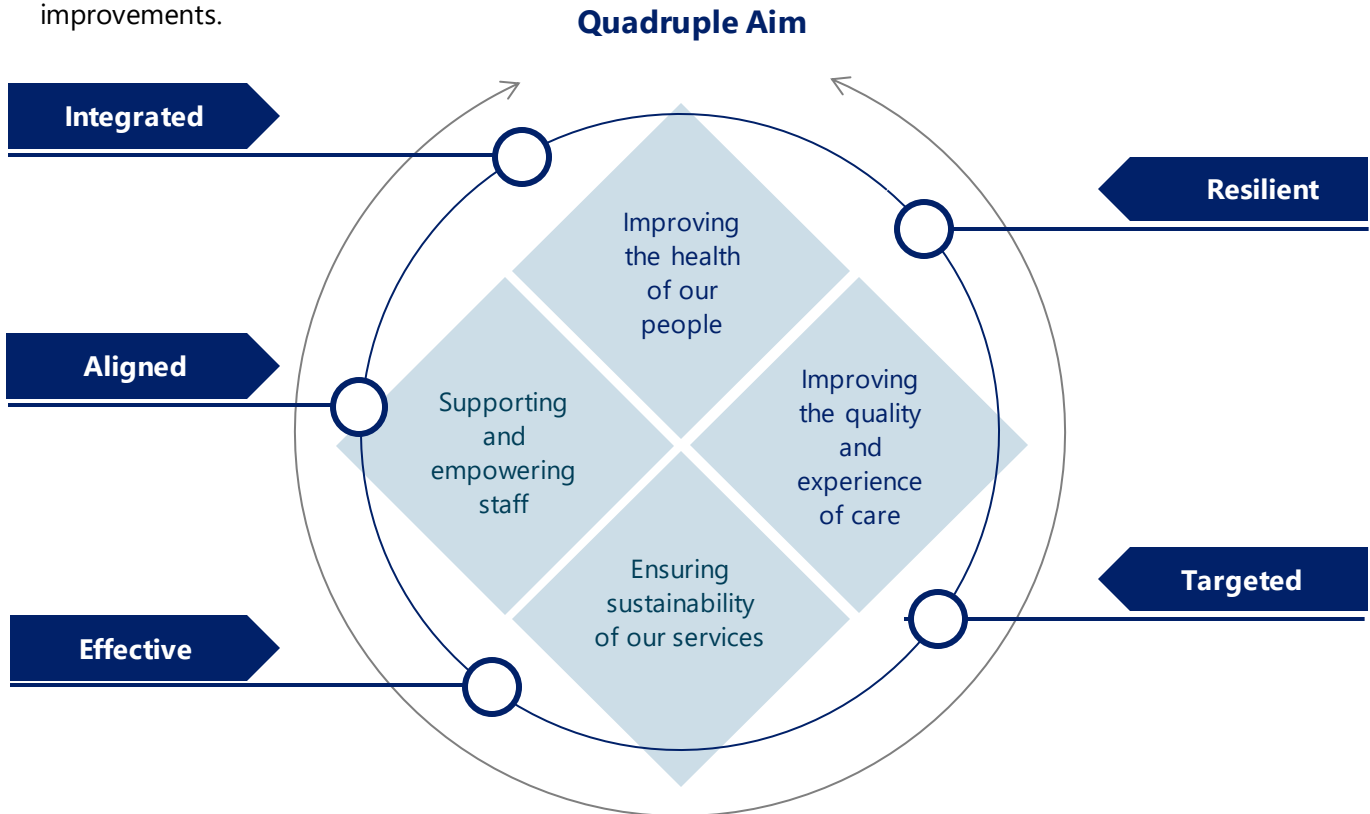 improvements.
Quadruple Aim
Integrated
Resilient
Improving
the health
of our
people
Aligned
Supporting
and
empowering
staff
Improving
the quality
and
experience
of care
Ensuring
sustainability
of our services
Targeted
Effective